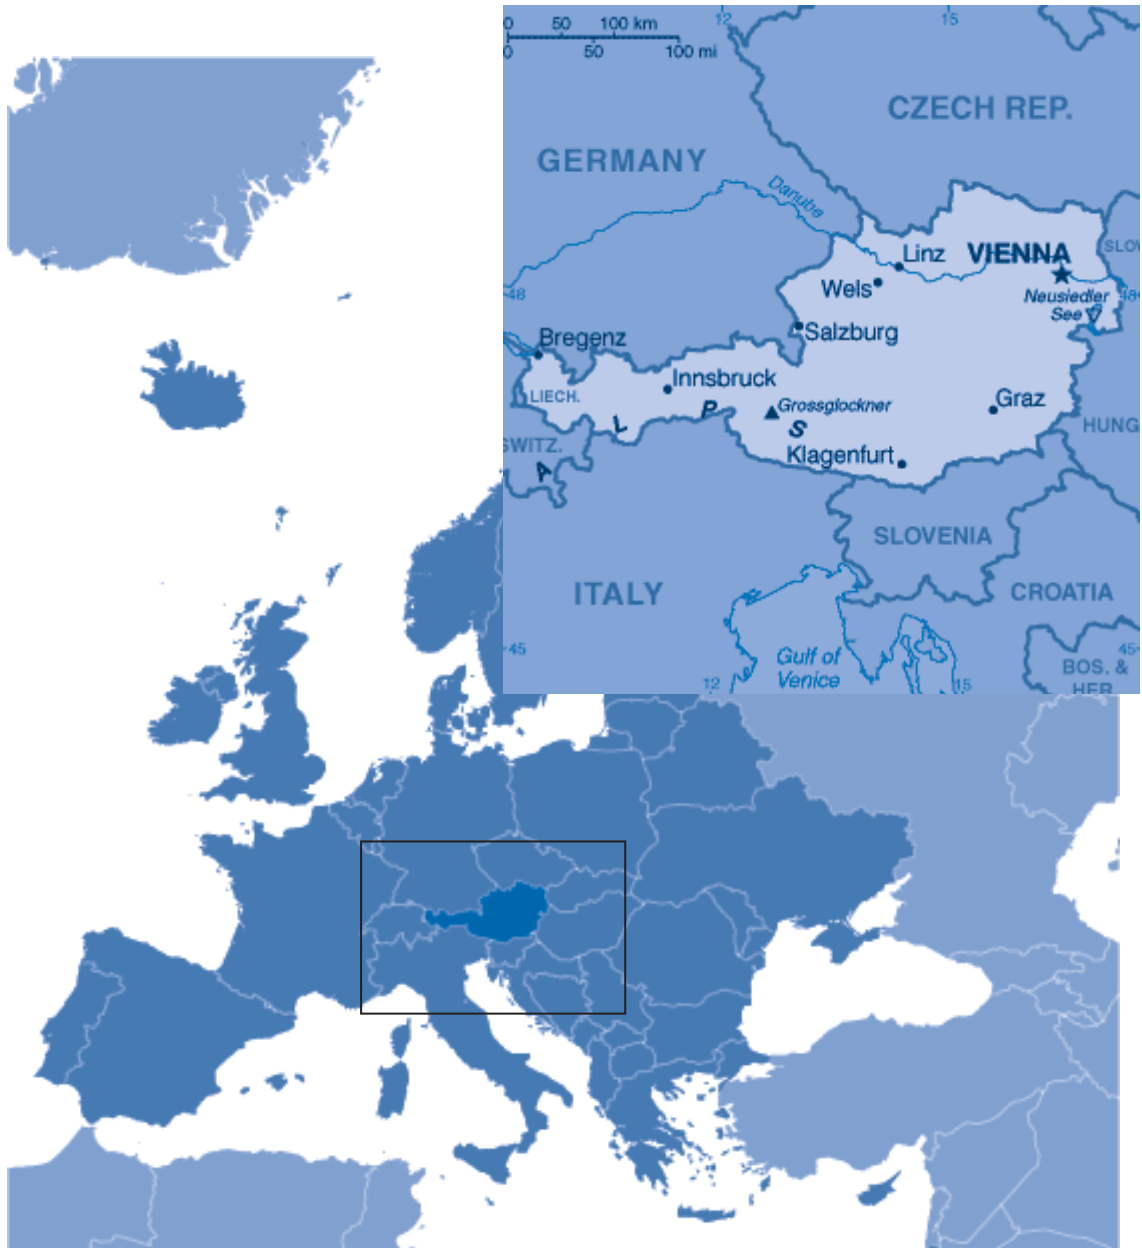 0 50 100 km
0 50 100 mi
12
15
CZECH REP.
GERMANY
Danube
Linz
VIENNA
SLOV
Wels
48
Neusiedler
See
48
Salzburg
Bregenz
Innsbruck
LIECH.
Grossglockner
Graz
A L P S
HUNG
SWITZ.
Klagenfurt
SLOVENIA
ITALY
CROATIA
45
Gulf of
Venice
45
BOS. &
HER.
12
15